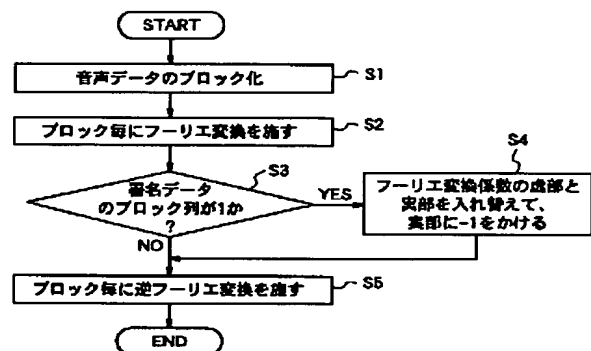 START
音声データのブロック化
S1
ブロック毎にフーリエ変換を施す
S2
S3
署名データ
のブロック列が1か
?
YES
NO
S4
フーリエ変換係数の虚部と
実部を入れ替えて、
実部に-1をかける
ブロック毎に逆フーリエ変換を施す
S5
END